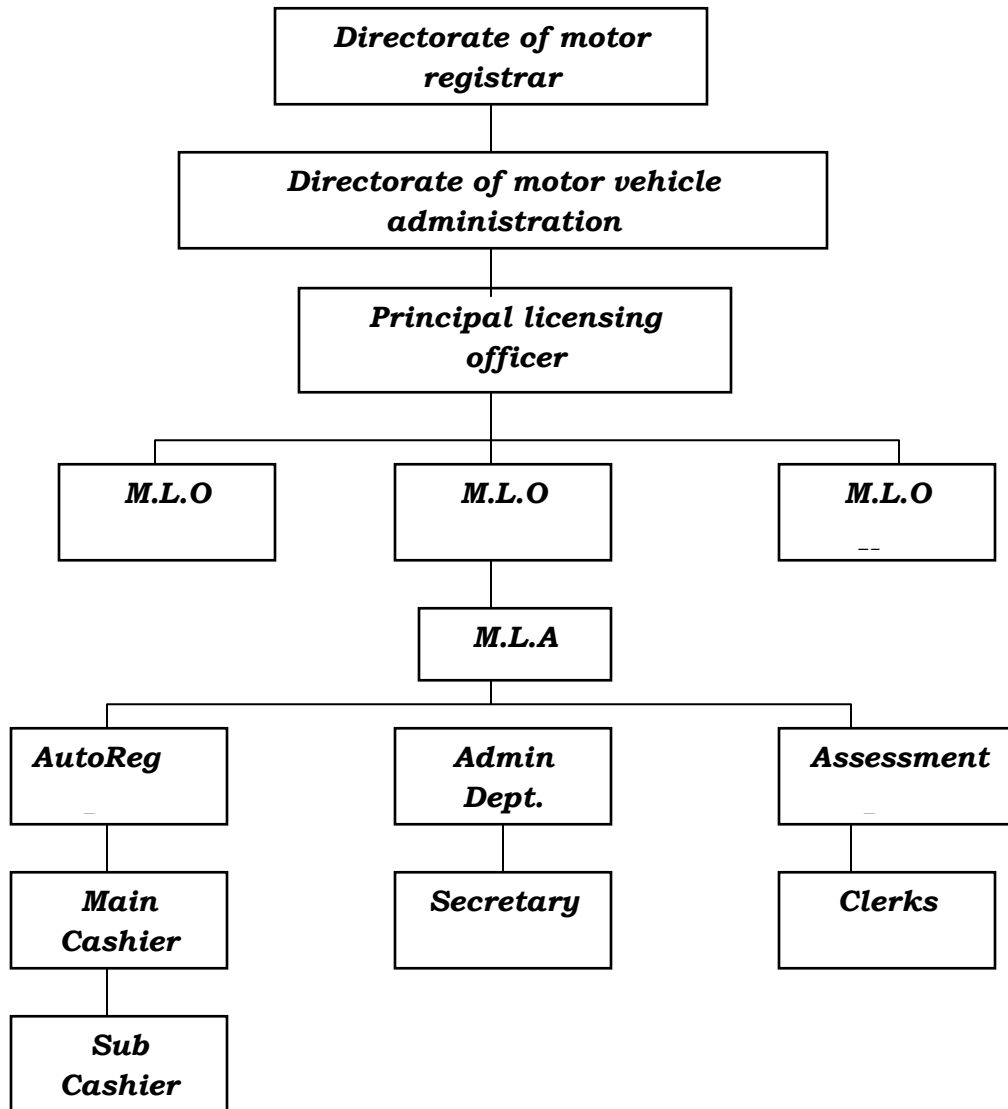 Directorate of motor
registrar
Directorate of motor vehicle
administration
Principal licensing
officer
M.L.O
M.L.O
M.L.O
M.L.A
AutoReg
Admin
Dept.
Assessment
Main
Cashier
Secretary
Clerks
Sub
Cashier